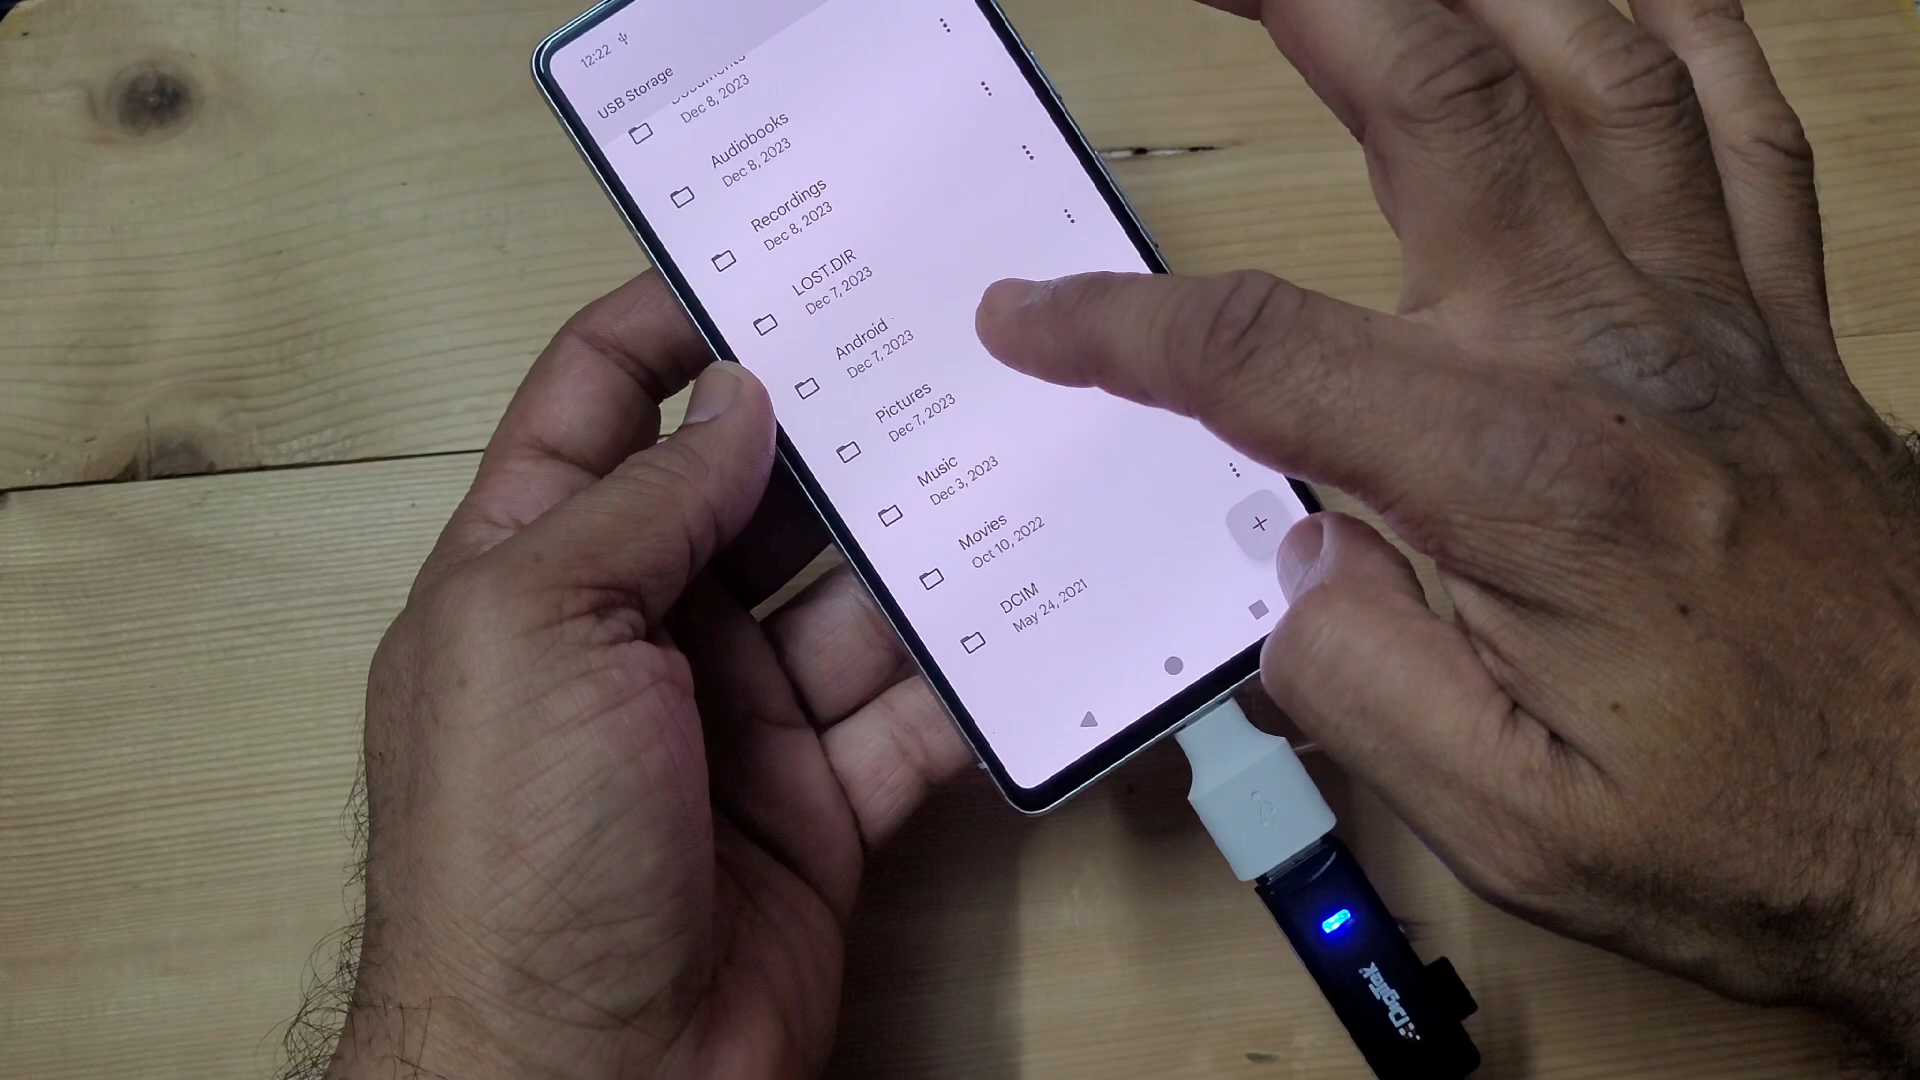 12:22
USB Storage
Documents
Dec 8, 2023
Audiobooks
Dec 8, 2023
Recordings
Dec 8, 2023
LOST.DIR
Dec 7, 2023
Android
Dec 7, 2023
Pictures
Dec 7, 2023
Music
Dec 3, 2023
Movies
Oct 10, 2022
DCIM
May 24, 2021
DigiTek